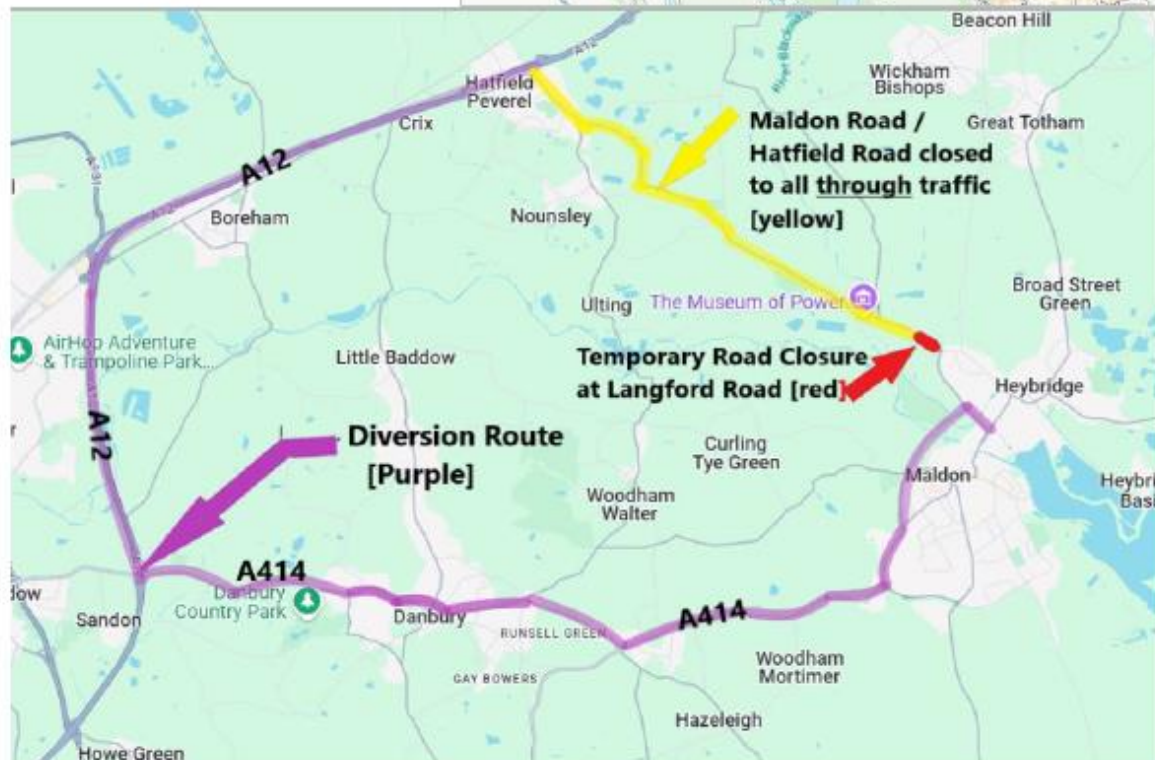 Beacon Hill
A12
Hatfield
Peverel
Wickham
Bishops
Crix
Great Totham
Maldon Road /
Hatfield Road closed
to all through traffic
[yellow]
A12
A12
Boreham
Nounsley
Ulting
The Museum of Power
Broad Street
Green
AirHop Adventure
& Trampoline Park...
Little Baddow
Temporary Road Closure
at Langford Road [red]
Heybridge
A12
Diversion Route
[Purple]
Curling
Tye Green
Maldon
Woodham
Walter
A414
Danbury
Country Park
Sandon
Danbury
RUNSELL GREEN
A414
GAY BOWERS
Woodham
Mortimer
Hazeleigh
Howe Green